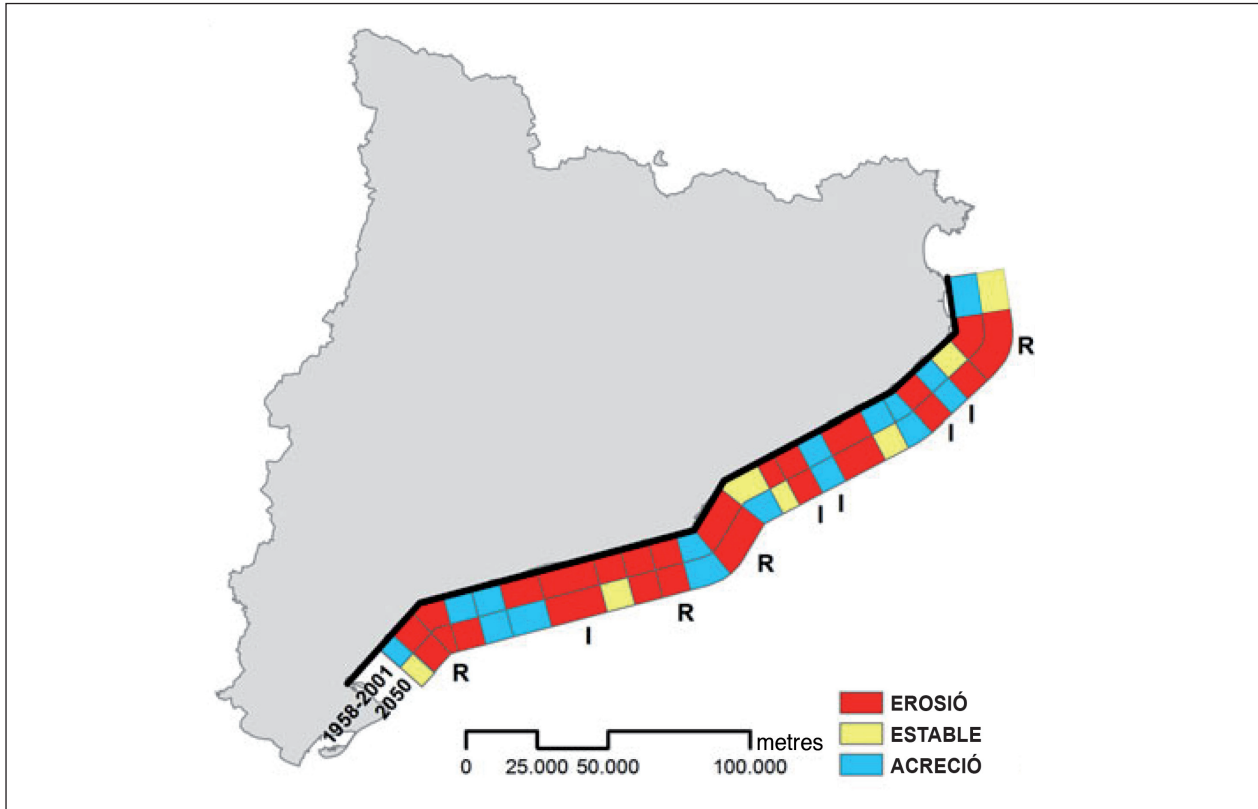 R
I
I
I
I
R
R
I
R
1958-2001
2050
EROSIÓ
ESTABLE
ACRECIÓ
metres
0 25.000 50.000 100.000